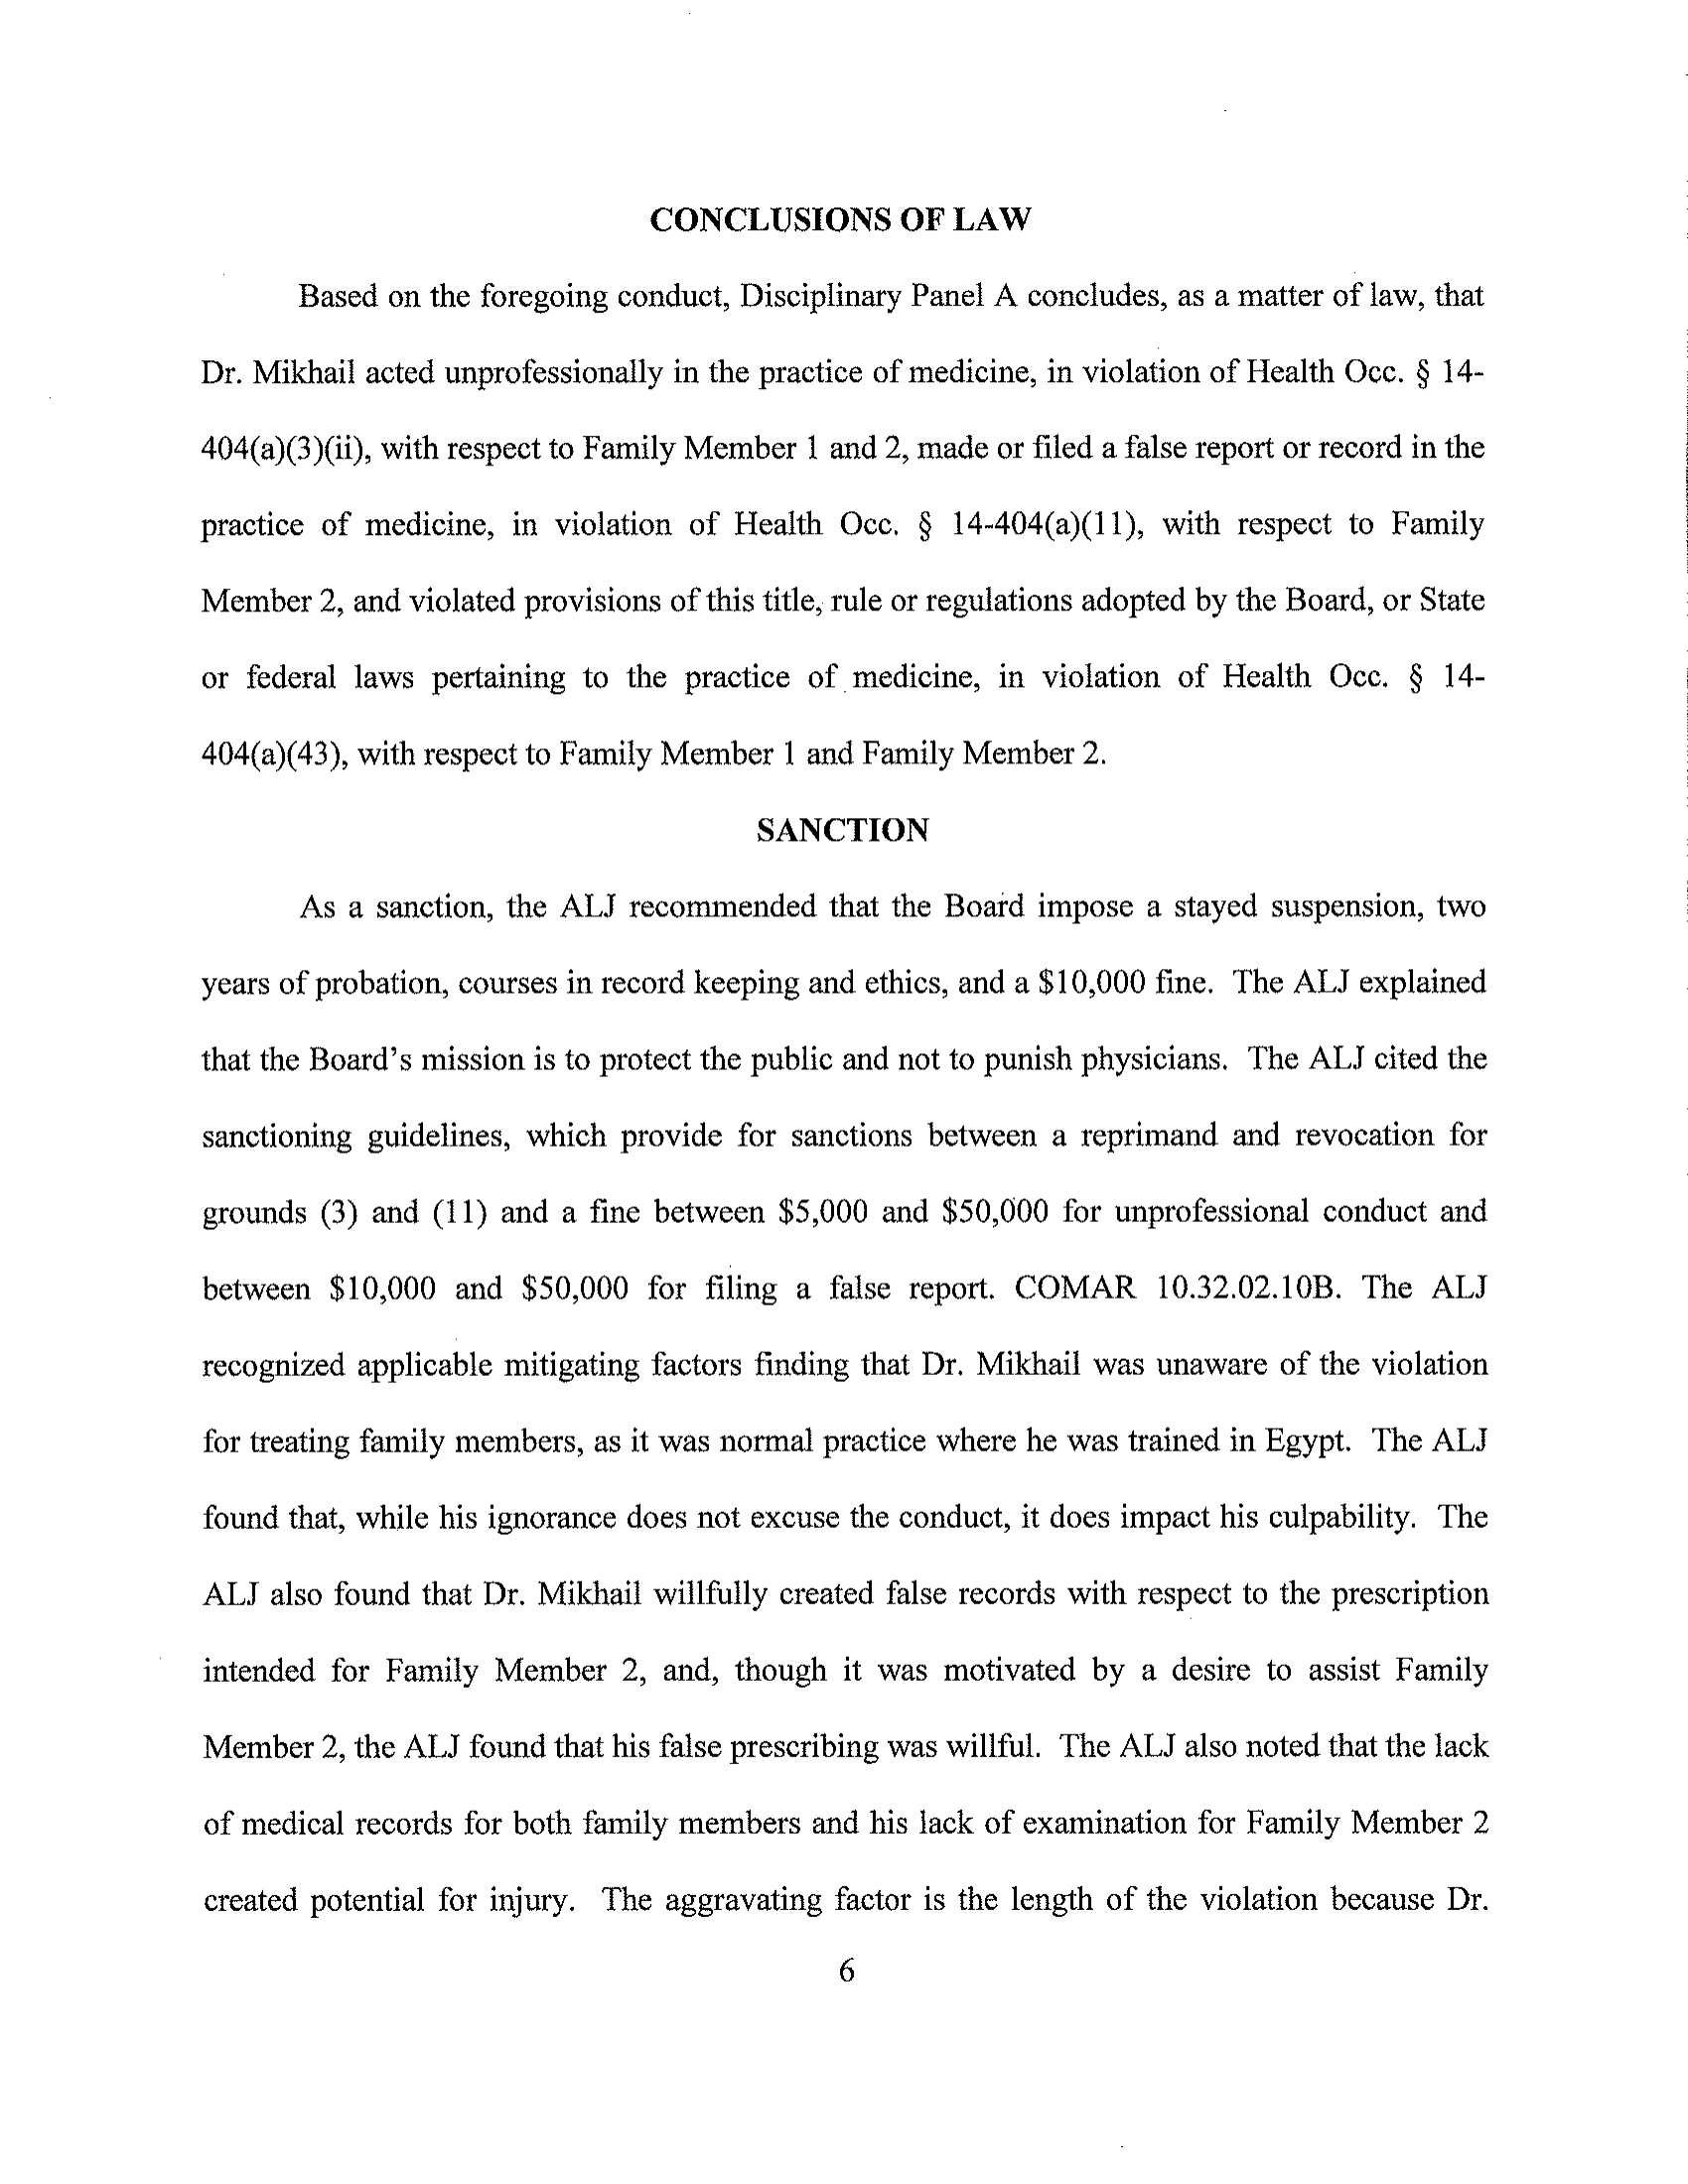 CONCLUSIONS OF LAW
Based on the foregoing conduct, Disciplinary Panel A concludes, as a matter of law, that
Dr. Mikhail acted unprofessionally in the practice of medicine, in violation of Health Occ. § 14-
404(a)(3)(ii), with respect to Family Member 1 and 2, made or filed a false report or record in the
practice of medicine, in violation of Health Occ. § 14-404(a)(11), with respect to Family
Member 2, and violated provisions of this title, rule or regulations adopted by the Board, or State
or federal laws pertaining to the practice of medicine, in violation of Health Occ. § 14-
404(a)(43), with respect to Family Member 1 and Family Member 2.
SANCTION
As a sanction, the ALJ recommended that the Board impose a stayed suspension, two
years of probation, courses in record keeping and ethics, and a $10,000 fine. The ALJ explained
that the Board's mission is to protect the public and not to punish physicians. The ALJ cited the
sanctioning guidelines, which provide for sanctions between a reprimand and revocation for
grounds (3) and (11) and a fine between $5,000 and $50,000 for unprofessional conduct and
between $10,000 and $50,000 for filing a false report. COMAR 10.32.02.10B. The ALJ
recognized applicable mitigating factors finding that Dr. Mikhail was unaware of the violation
for treating family members, as it was normal practice where he was trained in Egypt. The ALJ
found that, while his ignorance does not excuse the conduct, it does impact his culpability. The
ALJ also found that Dr. Mikhail willfully created false records with respect to the prescription
intended for Family Member 2, and, though it was motivated by a desire to assist Family
Member 2, the ALJ found that his false prescribing was willful. The ALJ also noted that the lack
of medical records for both family members and his lack of examination for Family Member 2
created potential for injury. The aggravating factor is the length of the violation because Dr.
6